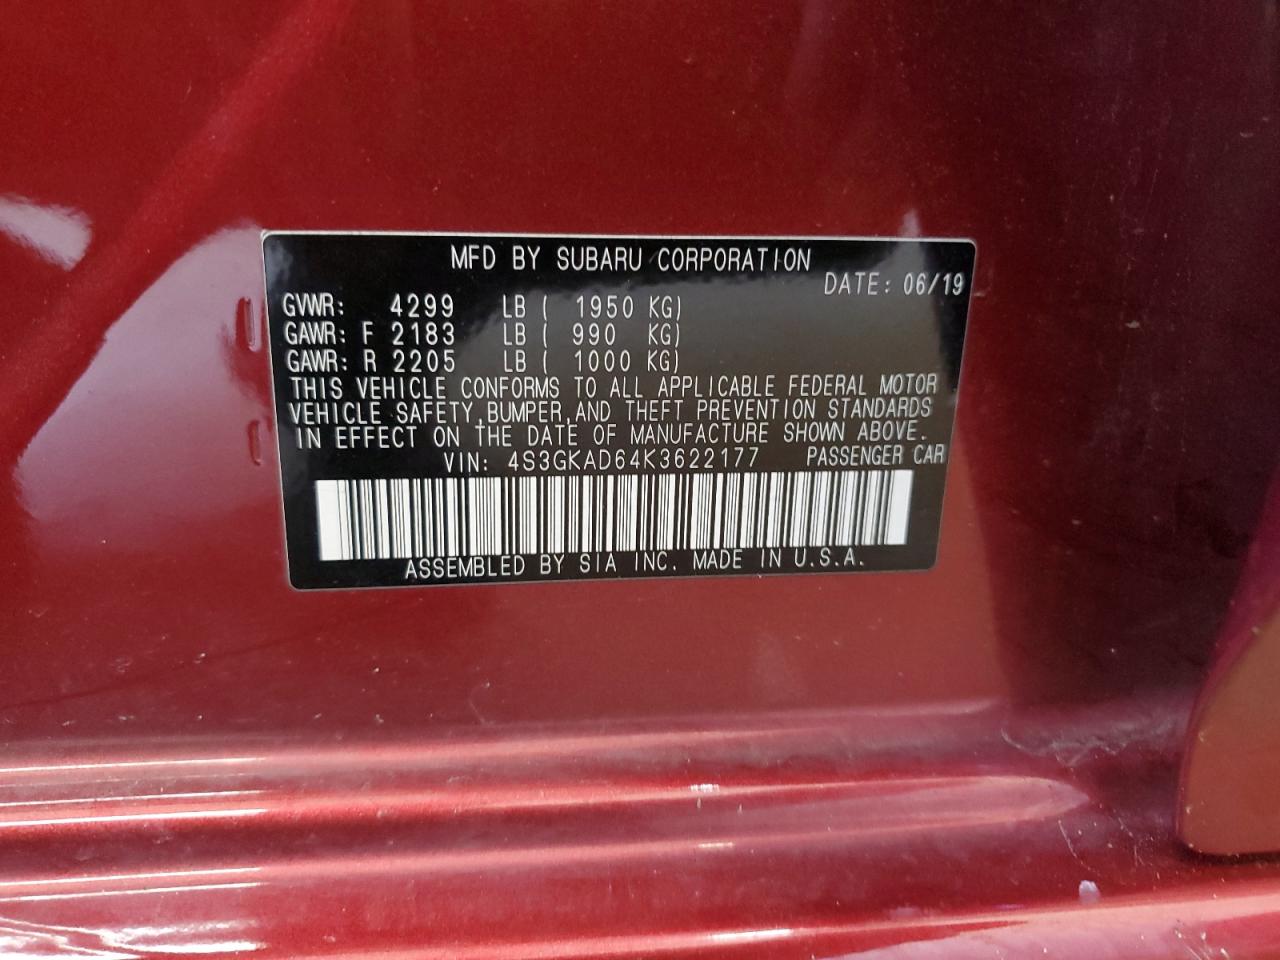 MFD BY SUBARU CORPORATION
DATE: 06/19
GVWR: 4299 LB ( 1950 KG)
GAWR: F 2183 LB ( 990 KG)
GAWR: R 2205 LB ( 1000 KG)
THIS VEHICLE CONFORMS TO ALL APPLICABLE FEDERAL MOTOR
VEHICLE SAFETY, BUMPER, AND THEFT PREVENTION STANDARDS
IN EFFECT ON THE DATE OF MANUFACTURE SHOWN ABOVE.
VIN: 4S3GKAD64K3622177 PASSENGER CAR
ASSEMBLED BY SIA INC. MADE IN U.S.A.